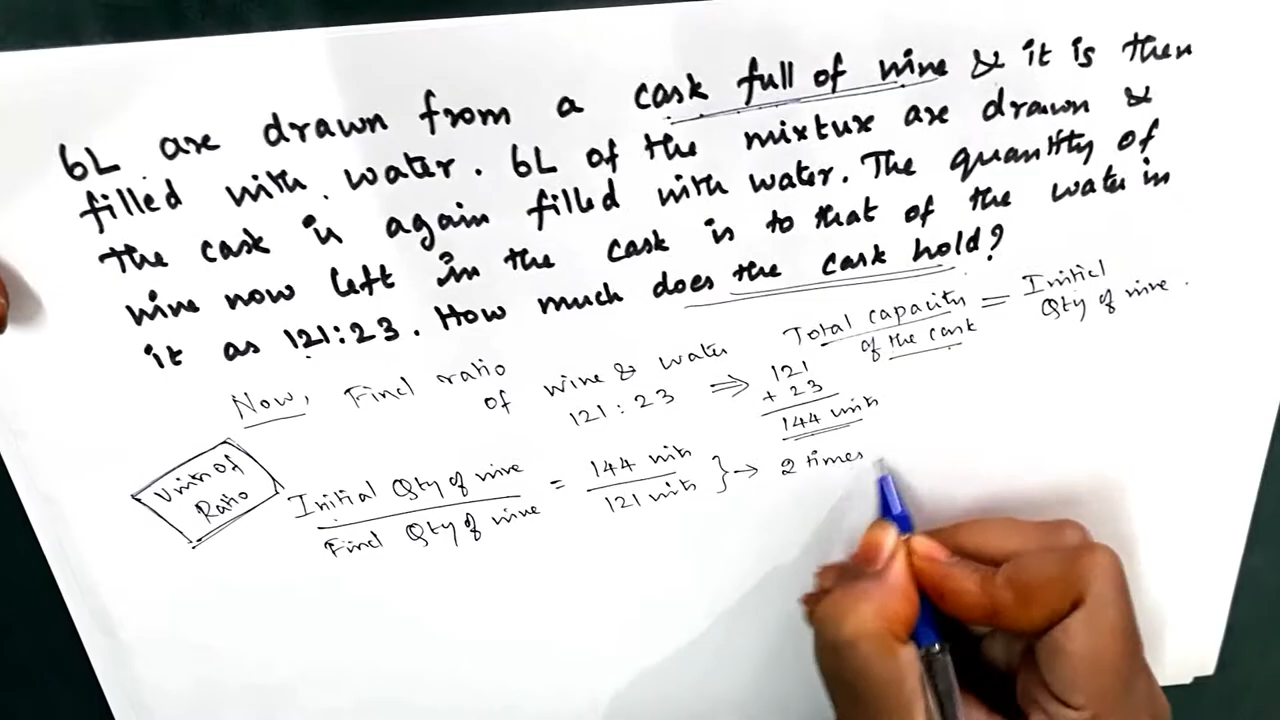 6L are drawn from a cask full of wine & it is then
filled with water. 6L of the mixture are drawn &
the cask is again filled with water. The quantity of
wine now left in the cask is to that of the water in
it as 121:23. How much does the cask hold?
Now, Final ratio
of wine & water
121 : 23 ⇒ 121
+ 23
144 units
Total capacity
of the cask = Initial
Qty of wine.
Units Of
Ratio
Initial Qty of wine
Final Qty of wine
= 144 units
121 units } → 2 times